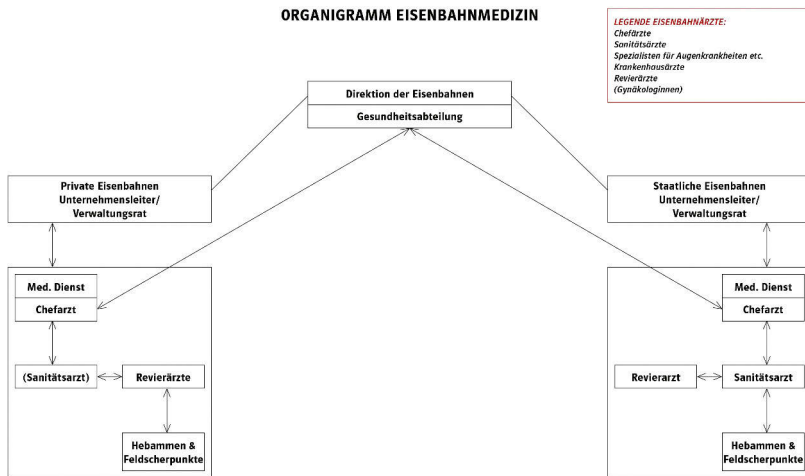 ORGANIGRAMM EISENBAHNMEDIZIN
LEGENDE EISENBAHNÄRZTE:
Chefärzte
Sanitätsärzte
Spezialisten für Augenkrankheiten etc.
Krankenhausärzte
Revierärzte
(Gynäkologinnen)
Direktion der Eisenbahnen
Gesundheitsabteilung
Private Eisenbahnen
Unternehmensleiter/
Verwaltungsrat
Staatliche Eisenbahnen
Unternehmensleiter/
Verwaltungsrat
Med. Dienst
Chefarzt
(Sanitätsarzt)
Revierärzte
Hebammen &
Feldscherpunkte
Med. Dienst
Chefarzt
Revierarzt
Sanitätsarzt
Hebammen &
Feldscherpunkte